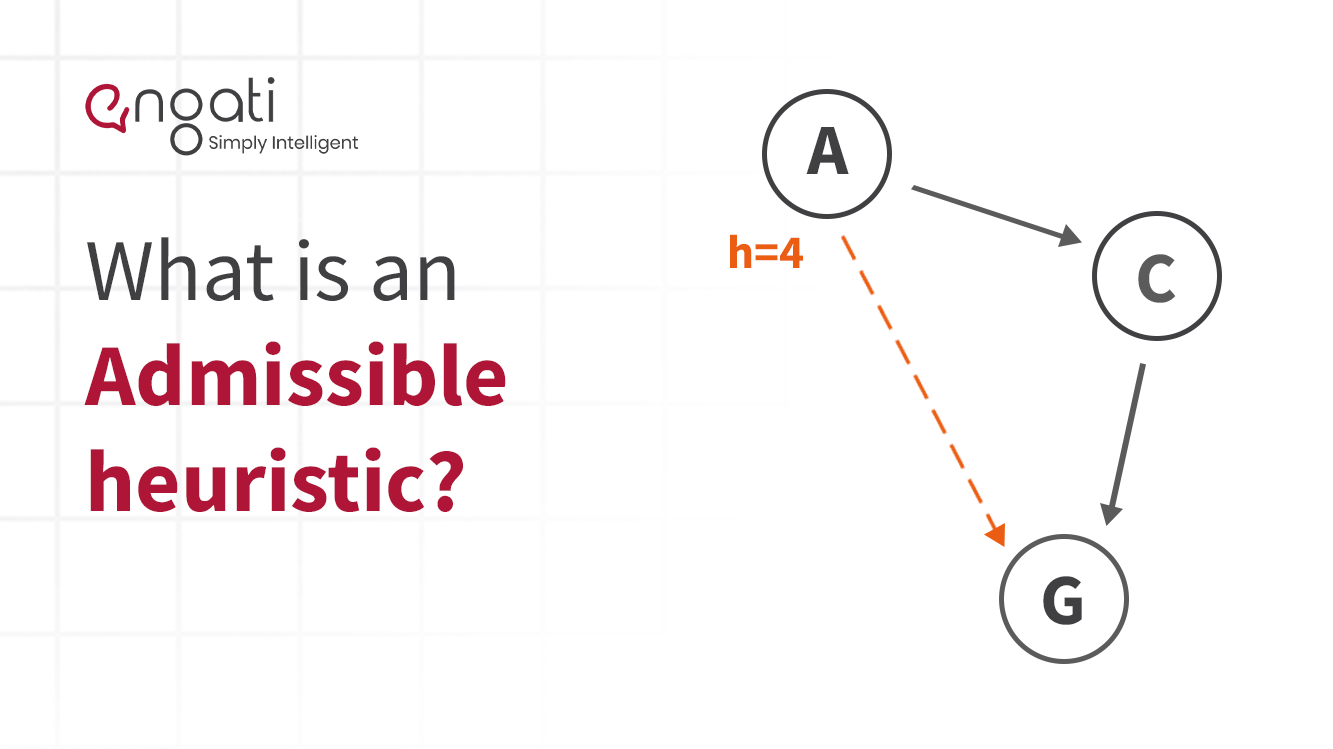 engati
Simply Intelligent
What is an
Admissible
heuristic?
A
h=4
C
G